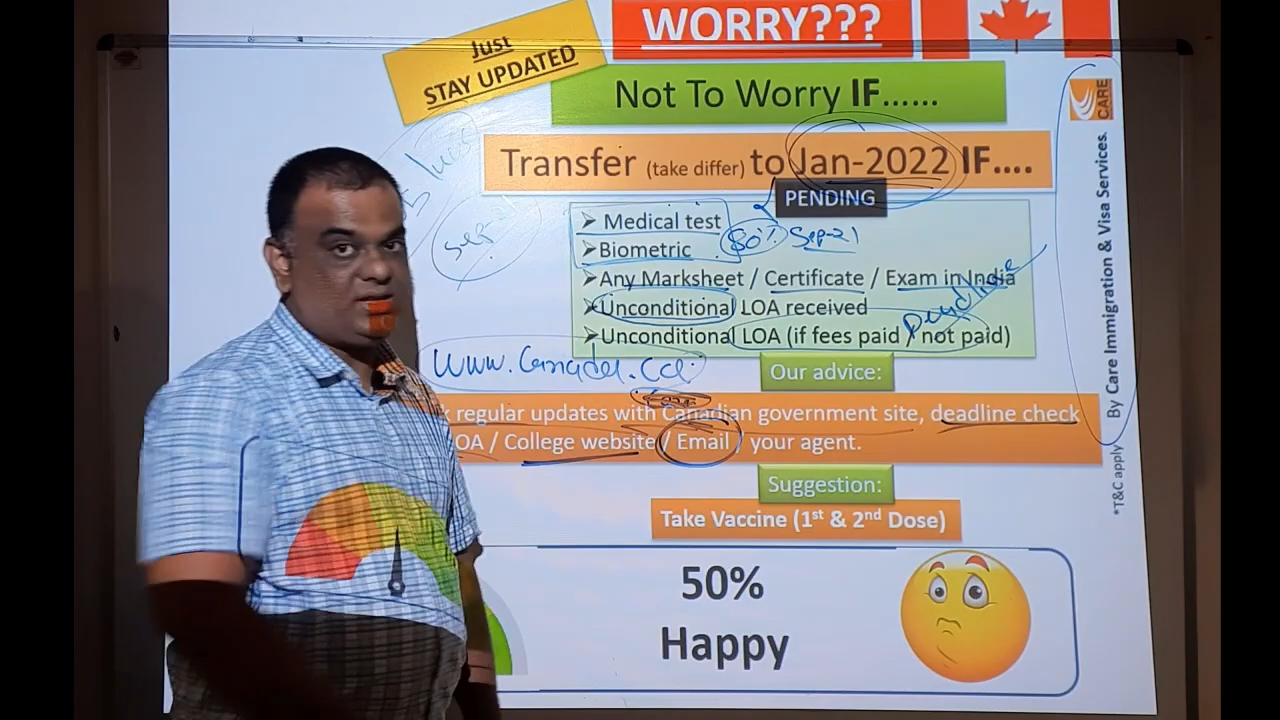 WORRY???
Just
STAY UPDATED
Not To Worry IF......
Transfer (take differ) to Jan-2022 IF....
PENDING
➢ Medical test
➢ Biometric
80% Sep-21
➢ Any Marksheet / Certificate / Exam in India
➢ Unconditional LOA received
➢ Unconditional LOA (if fees paid / not paid)
Sep
www.Canada.ca
Our advice:
regular updates with Canadian government site, deadline check
OA / College website / Email / your agent.
Suggestion:
Take Vaccine (1st & 2nd Dose)
50%
Happy
CARE
*T&C apply By Care Immigration & Visa Services.